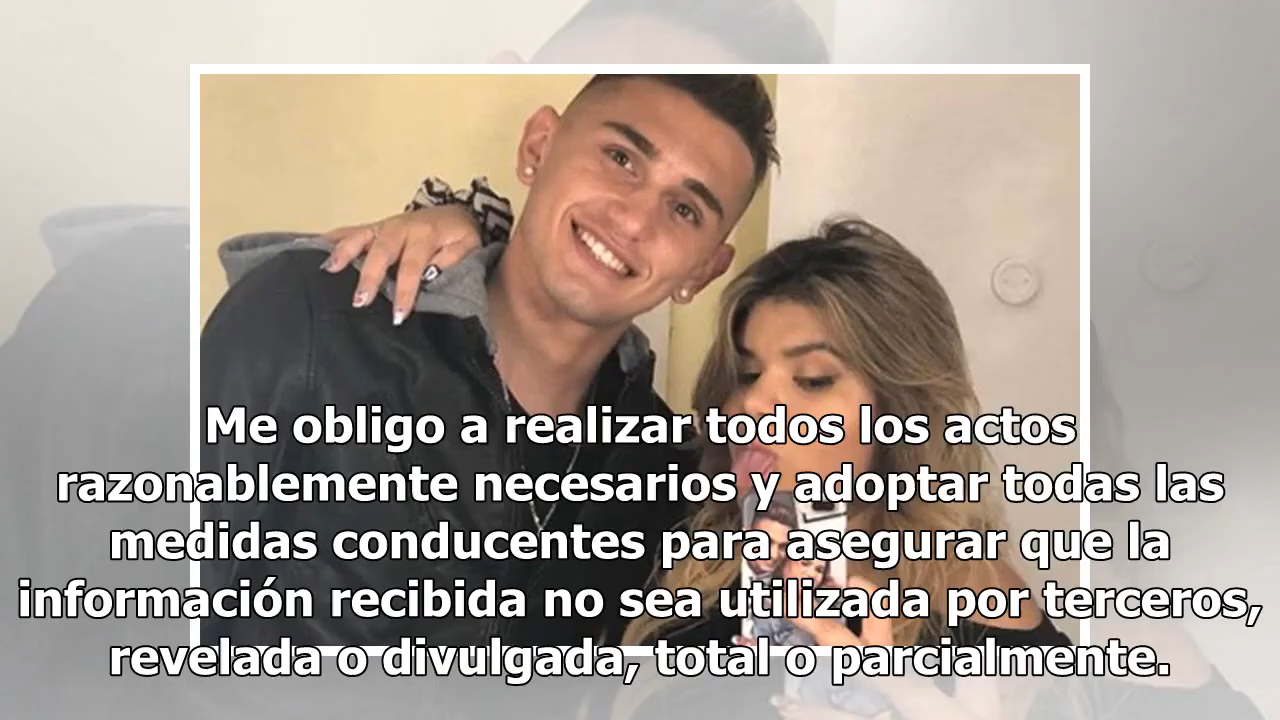 Me obligo a realizar todos los actos
razonablemente necesarios y adoptar todas las
medidas conducentes para asegurar que la
información recibida no sea utilizada por terceros,
revelada o divulgada, total o parcialmente.